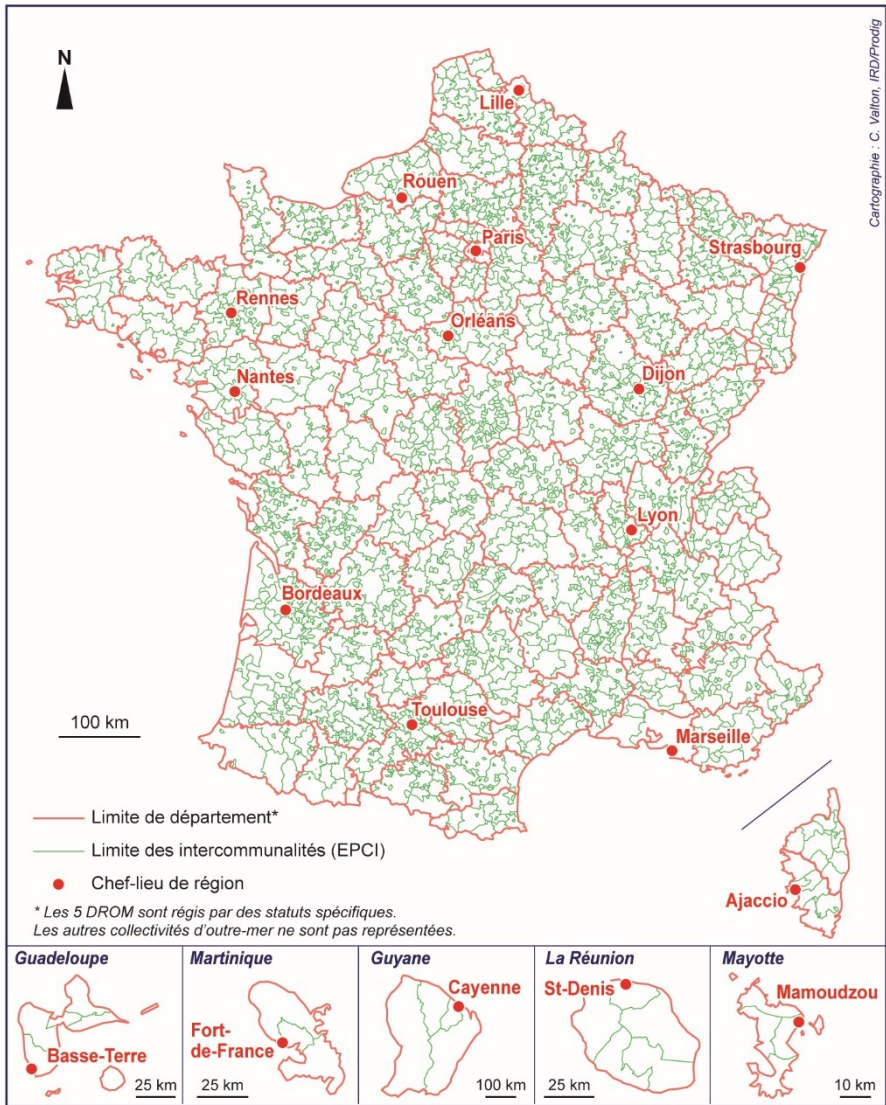 Cartographie : C. Valton, IRD/Prodig
N
Lille
Rouen
Paris
Strasbourg
Rennes
Orléans
Nantes
Dijon
Lyon
Bordeaux
Toulouse
Marseille
100 km
Limite de département*
Limite des intercommunalités (EPCI)
Chef-lieu de région
* Les 5 DROM sont régis par des statuts spécifiques.
Les autres collectivités d'outre-mer ne sont pas représentées.
Ajaccio
Guadeloupe
Basse-Terre
25 km
Martinique
Fort-
de-France
25 km
Guyane
Cayenne
100 km
La Réunion
St-Denis
25 km
Mayotte
Mamoudzou
10 km